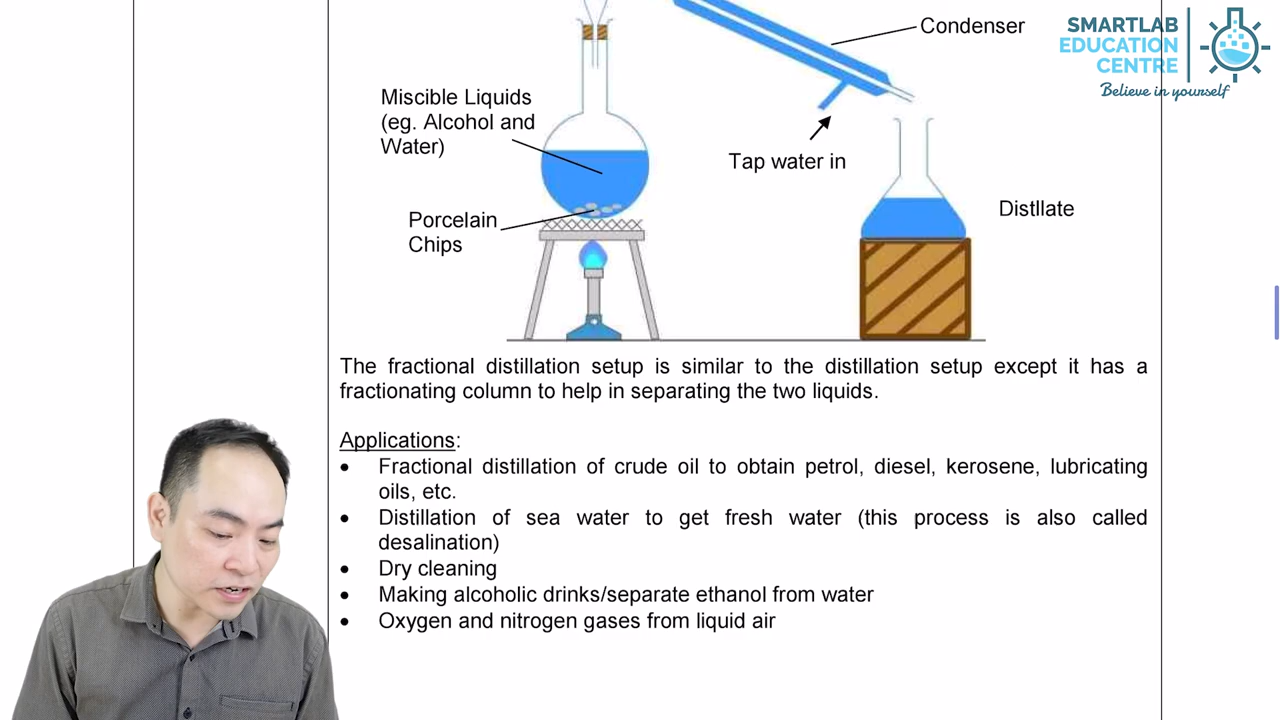 Condenser
SMARTLAB
EDUCATION
CENTRE
Believe in yourself
Miscible Liquids
(eg. Alcohol and
Water)
Tap water in
Porcelain
Chips
Distllate
The fractional distillation setup is similar to the distillation setup except it has a
fractionating column to help in separating the two liquids.
Applications:
• Fractional distillation of crude oil to obtain petrol, diesel, kerosene, lubricating
oils, etc.
• Distillation of sea water to get fresh water (this process is also called
desalination)
• Dry cleaning
• Making alcoholic drinks/separate ethanol from water
• Oxygen and nitrogen gases from liquid air